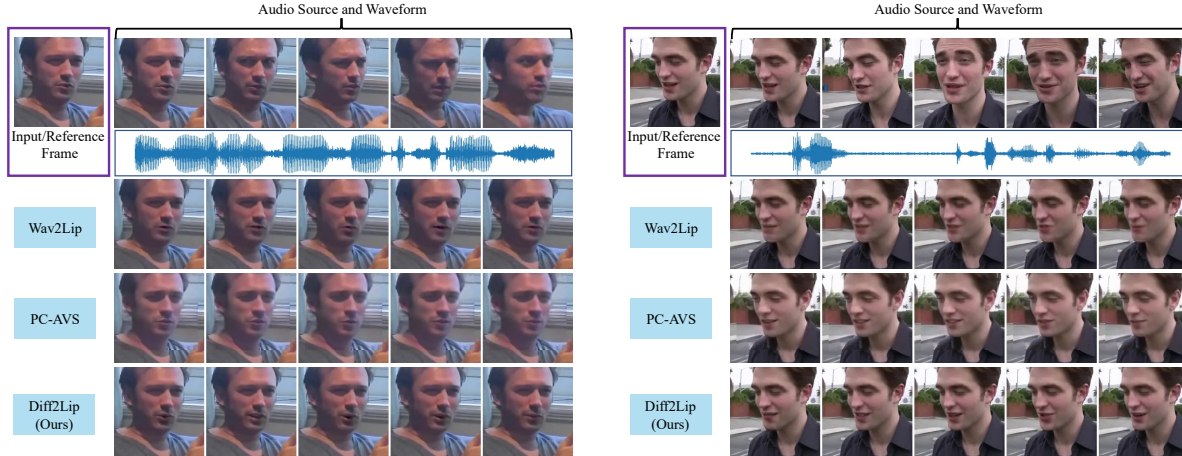 Audio Source and Waveform
Input/Reference
Frame
Wav2Lip
PC-AVS
Diff2Lip
(Ours)
Audio Source and Waveform
Input/Reference
Frame
Wav2Lip
PC-AVS
Diff2Lip
(Ours)